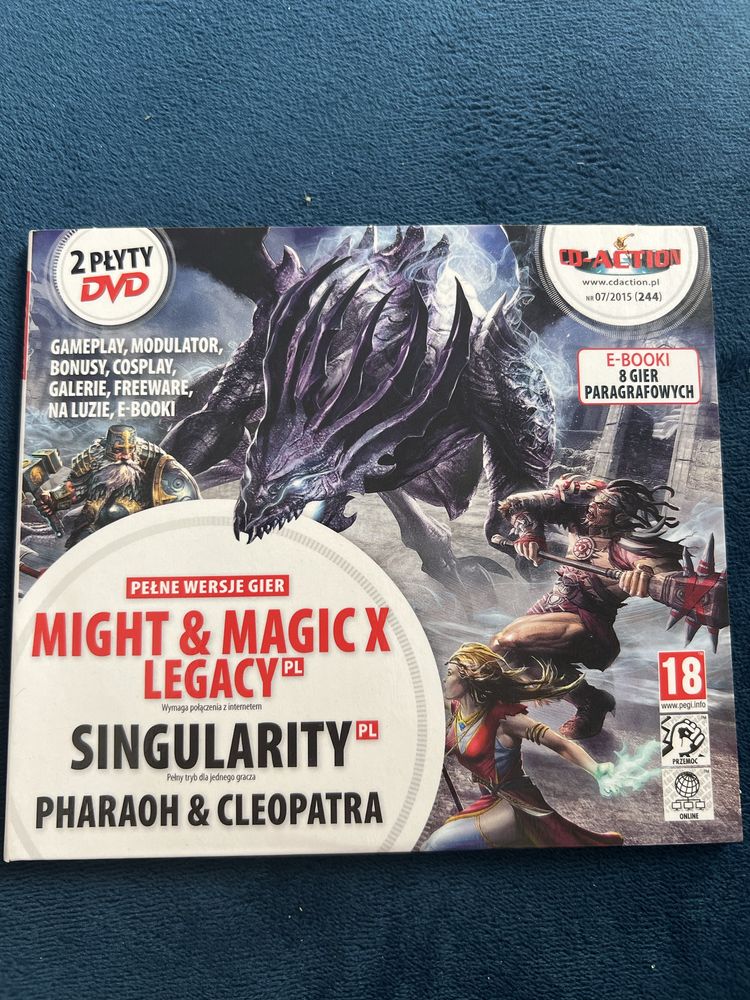 2 PŁYTY
DVD
CD-ACTION
www.cdaction.pl
NR 07/2015 (244)
GAMEPLAY, MODULATOR,
BONUSY, COSPLAY,
GALERIE, FREEWARE,
NA LUZIE, E-BOOKI
E-BOOKI
8 GIER
PARAGRAFOWYCH
PEŁNE WERSJE GIER
MIGHT & MAGIC X
LEGACY PL
Wymaga połączenia z internetem
SINGULARITY PL
Pełny tryb dla jednego gracza
PHARAOH & CLEOPATRA
18
www.pegi.info
PRZEMOC
ONLINE